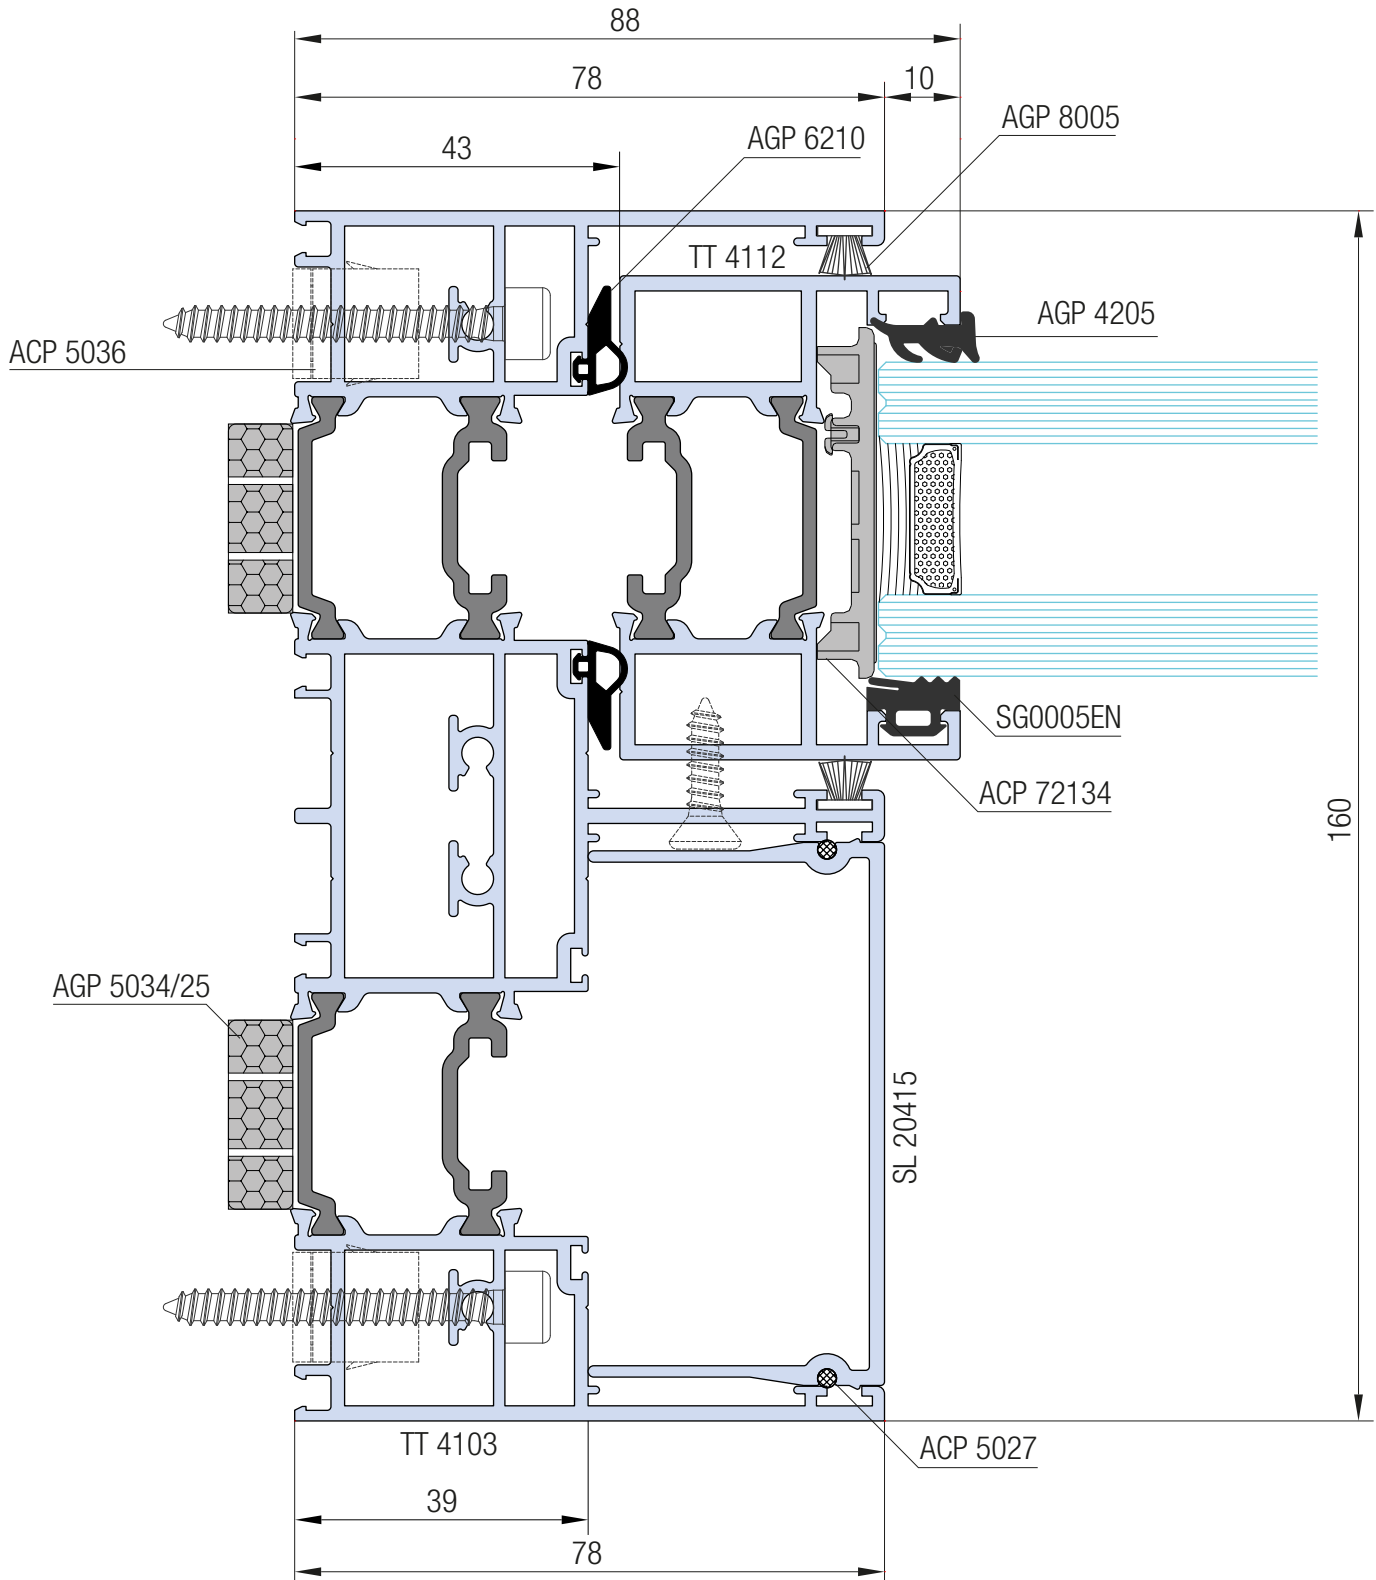 88
78
10
AGP 8005
43
AGP 6210
TT 4112
AGP 4205
ACP 5036
SG0005EN
ACP 72134
160
AGP 5034/25
SL 20415
TT 4103
ACP 5027
39
78